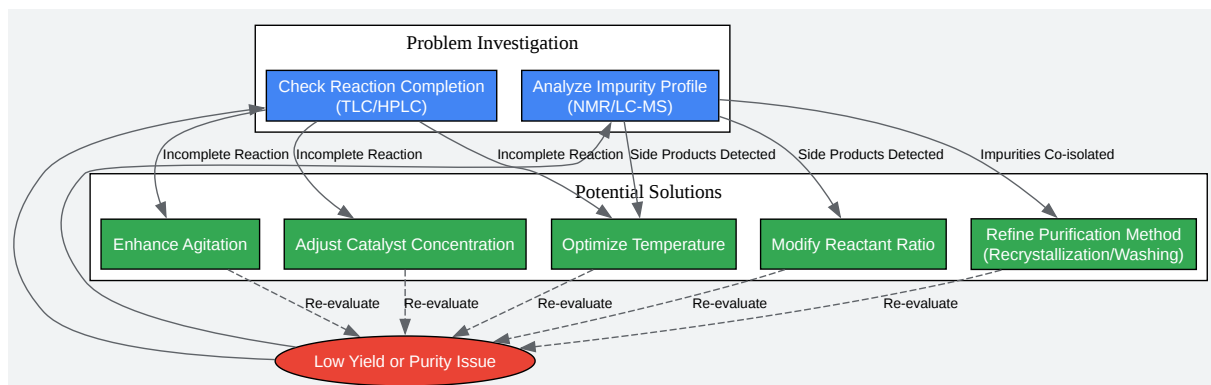 Problem Investigation
Check Reaction Completion
(TLC/HPLC)
Analyze Impurity Profile
(NMR/LC-MS)
Incomplete Reaction
Incomplete Reaction
Incomplete Reaction
Side Products Detected
Side Products Detected
Impurities Co-isolated
Potential Solutions
Enhance Agitation
Adjust Catalyst Concentration
Optimize Temperature
Modify Reactant Ratio
Refine Purification Method
(Recrystallization/Washing)
Re-evaluate
Re-evaluate
Re-evaluate
Re-evaluate
Re-evaluate
Low Yield or Purity Issue